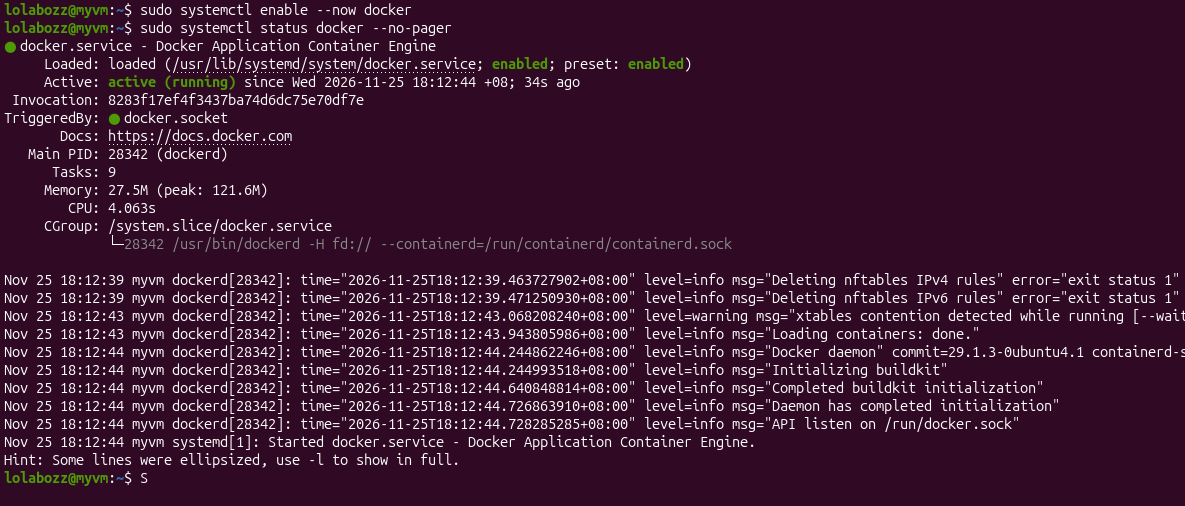 lolabozz@myvm:~$ sudo systemctl enable --now docker
lolabozz@myvm:~$ sudo systemctl status docker --no-pager
● docker.service - Docker Application Container Engine
     Loaded: loaded (/usr/lib/systemd/system/docker.service; enabled; preset: enabled)
     Active: active (running) since Wed 2026-11-25 18:12:44 +08; 34s ago
 Invocation: 8283f17ef4f3437ba74d6dc75e70df7e
TriggeredBy: ● docker.socket
       Docs: https://docs.docker.com
   Main PID: 28342 (dockerd)
      Tasks: 9
     Memory: 27.5M (peak: 121.6M)
        CPU: 4.063s
     CGroup: /system.slice/docker.service
             └─28342 /usr/bin/dockerd -H fd:// --containerd=/run/containerd/containerd.sock

Nov 25 18:12:39 myvm dockerd[28342]: time="2026-11-25T18:12:39.463727902+08:00" level=info msg="Deleting nftables IPv4 rules" error="exit status 1"
Nov 25 18:12:39 myvm dockerd[28342]: time="2026-11-25T18:12:39.471250930+08:00" level=info msg="Deleting nftables IPv6 rules" error="exit status 1"
Nov 25 18:12:43 myvm dockerd[28342]: time="2026-11-25T18:12:43.068208240+08:00" level=warning msg="xtables contention detected while running [--wait
Nov 25 18:12:43 myvm dockerd[28342]: time="2026-11-25T18:12:43.943805986+08:00" level=info msg="Loading containers: done."
Nov 25 18:12:44 myvm dockerd[28342]: time="2026-11-25T18:12:44.244862246+08:00" level=info msg="Docker daemon" commit=29.1.3-0ubuntu4.1 containerd-s
Nov 25 18:12:44 myvm dockerd[28342]: time="2026-11-25T18:12:44.244993518+08:00" level=info msg="Initializing buildkit"
Nov 25 18:12:44 myvm dockerd[28342]: time="2026-11-25T18:12:44.640848814+08:00" level=info msg="Completed buildkit initialization"
Nov 25 18:12:44 myvm dockerd[28342]: time="2026-11-25T18:12:44.726863910+08:00" level=info msg="Daemon has completed initialization"
Nov 25 18:12:44 myvm dockerd[28342]: time="2026-11-25T18:12:44.728285285+08:00" level=info msg="API listen on /run/docker.sock"
Nov 25 18:12:44 myvm systemd[1]: Started docker.service - Docker Application Container Engine.
Hint: Some lines were ellipsized, use -l to show in full.
lolabozz@myvm:~$ S